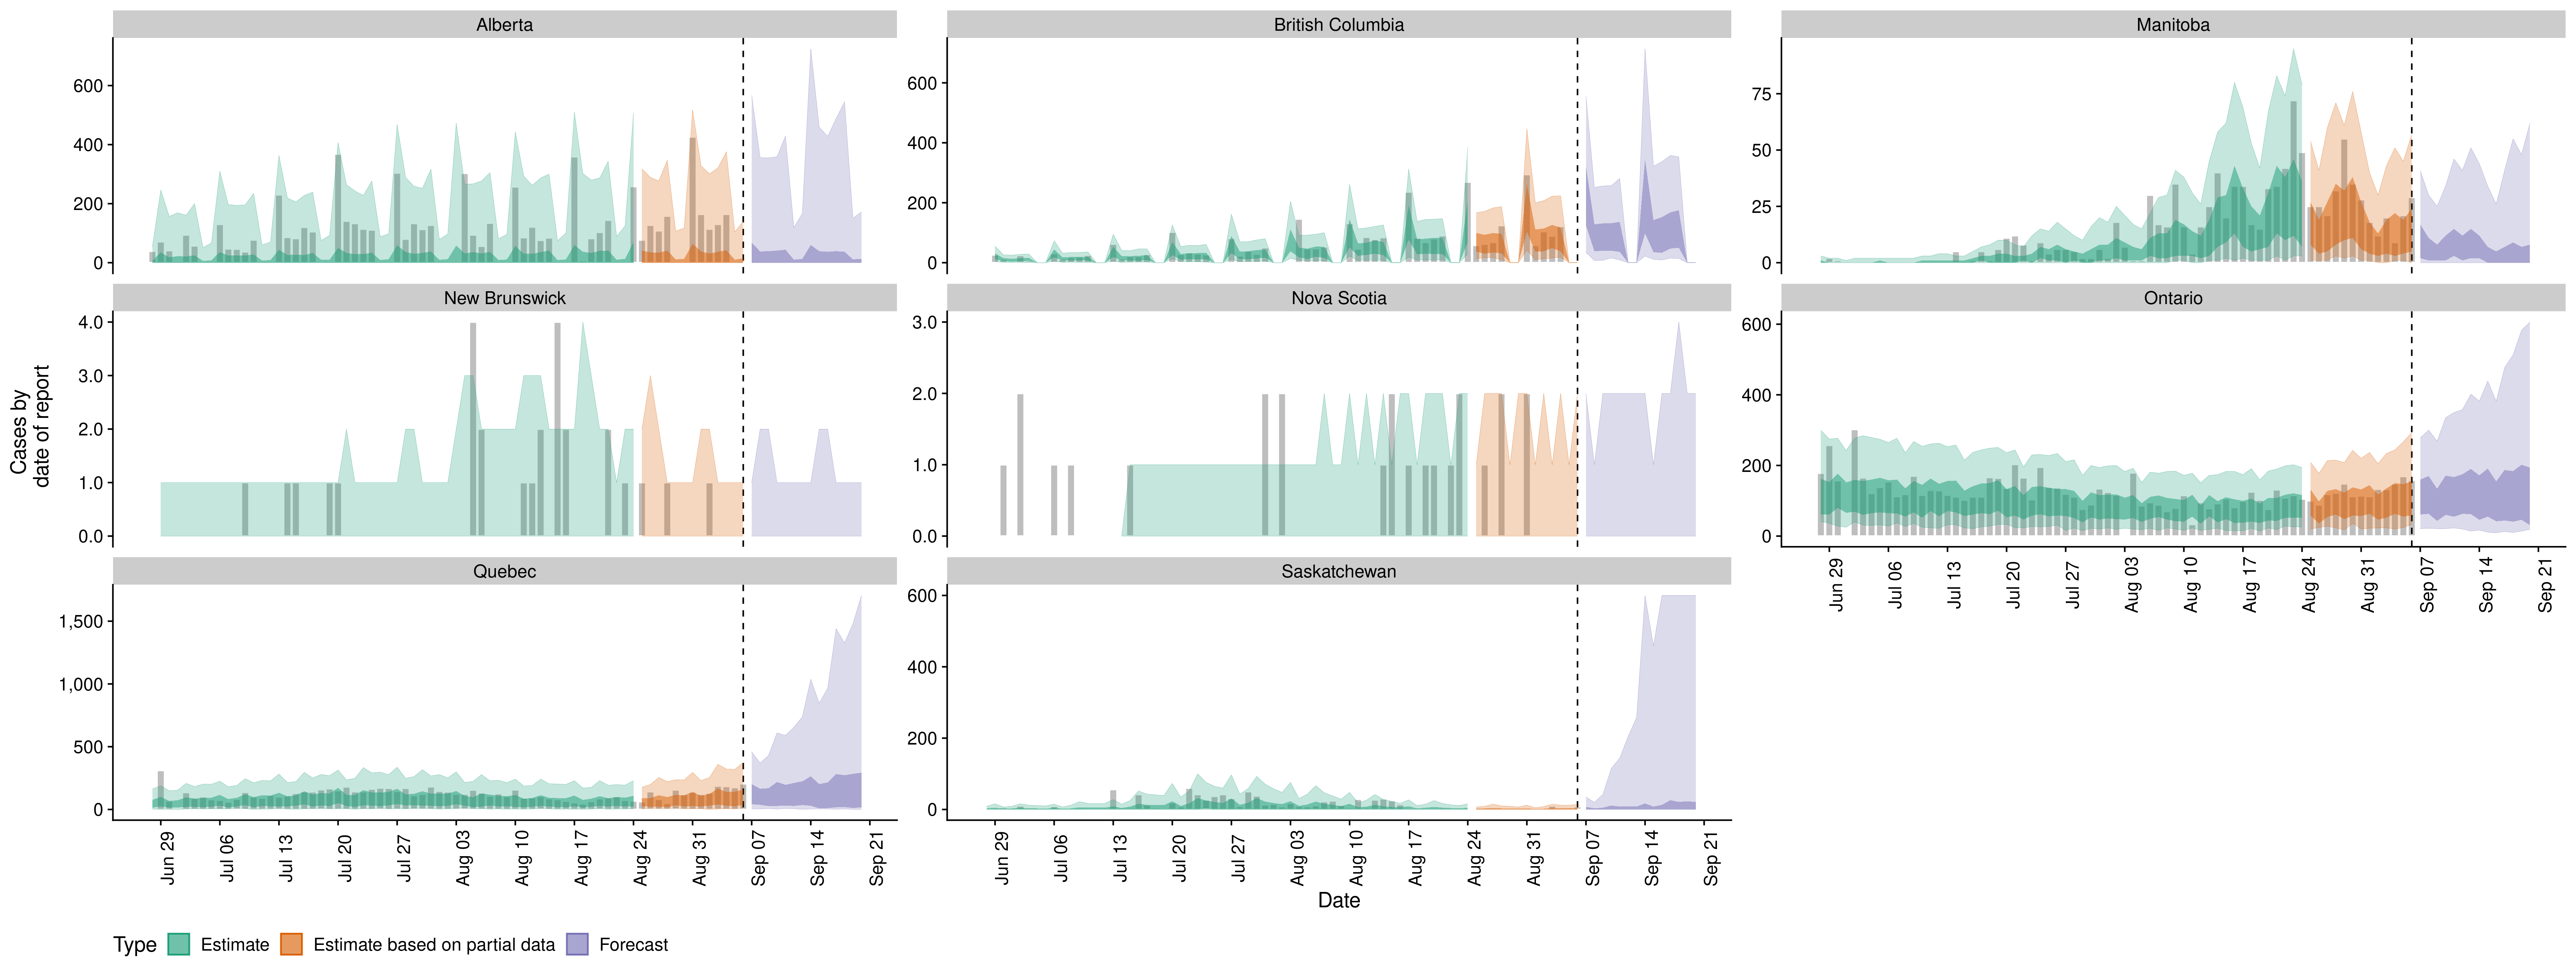 Alberta
British Columbia
Manitoba
600
400
200
0
600
400
200
0
75
50
25
0
New Brunswick
Nova Scotia
Ontario
4.0
3.0
2.0
1.0
0.0
3.0
2.0
1.0
0.0
600
400
200
0
Jun 29
Jul 06
Jul 13
Jul 20
Jul 27
Aug 03
Aug 10
Aug 17
Aug 24
Aug 31
Sep 07
Sep 14
Sep 21
Cases by
date of report
Quebec
Saskatchewan
1,500
1,000
500
0
600
400
200
0
Jun 29
Jul 06
Jul 13
Jul 20
Jul 27
Aug 03
Aug 10
Aug 17
Aug 24
Aug 31
Sep 07
Sep 14
Sep 21
Jun 29
Jul 06
Jul 13
Jul 20
Jul 27
Aug 03
Aug 10
Aug 17
Aug 24
Aug 31
Sep 07
Sep 14
Sep 21
Date
Type Estimate Estimate based on partial data Forecast